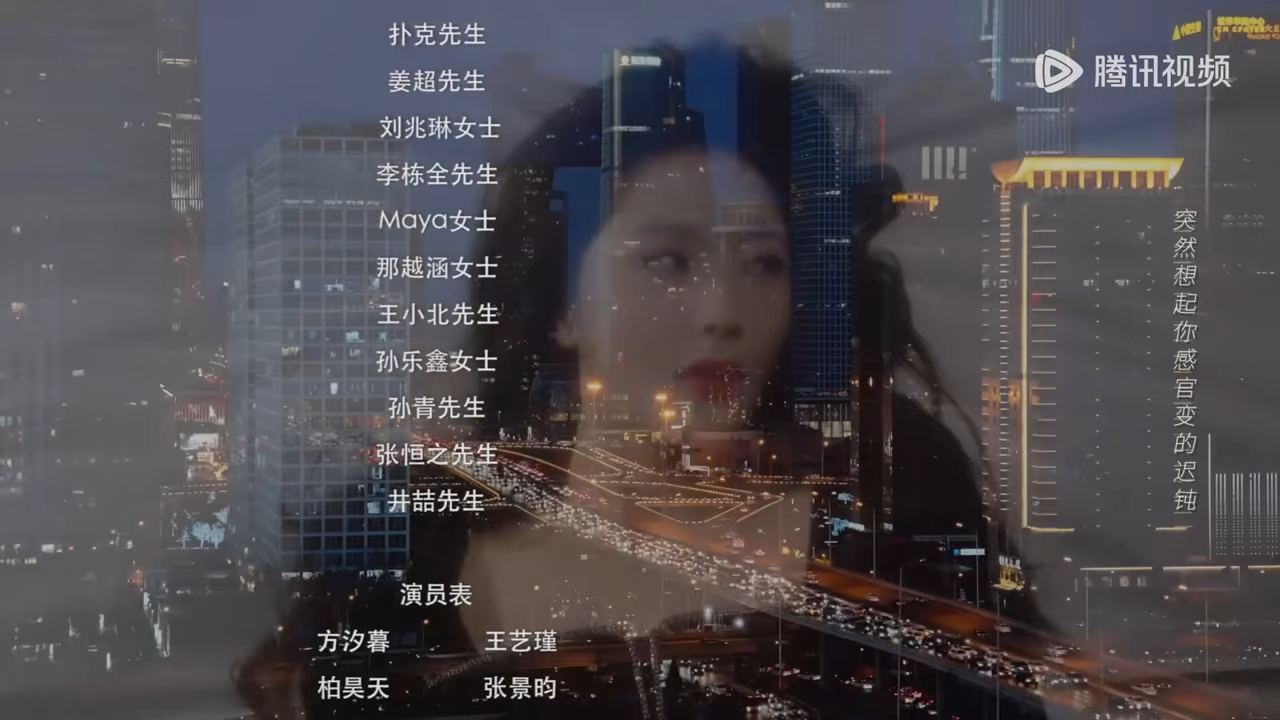 扑克先生
姜超先生
刘兆琳女士
李栋全先生
Maya女士
那越涵女士
王小北先生
孙乐鑫女士
孙青先生
张恒之先生
井喆先生
演员表
方汐暮 王艺瑾
柏昊天 张景昀
腾讯视频
突然想起你感官变的迟钝